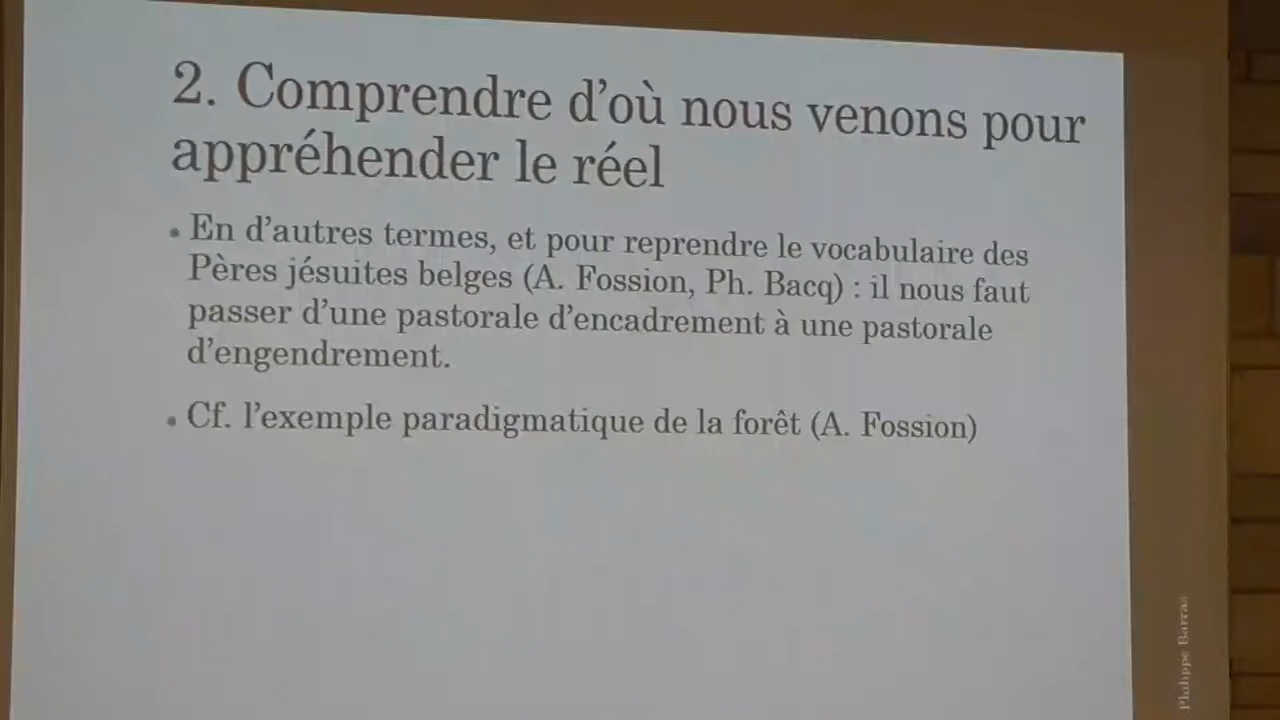 2. Comprendre d'où nous venons pour
appréhender le réel
• En d'autres termes, et pour reprendre le vocabulaire des
Pères jésuites belges (A. Fossion, Ph. Bacq) : il nous faut
passer d'une pastorale d'encadrement à une pastorale
d'engendrement.
• Cf. l'exemple paradigmatique de la forêt (A. Fossion)
Philippe Barras